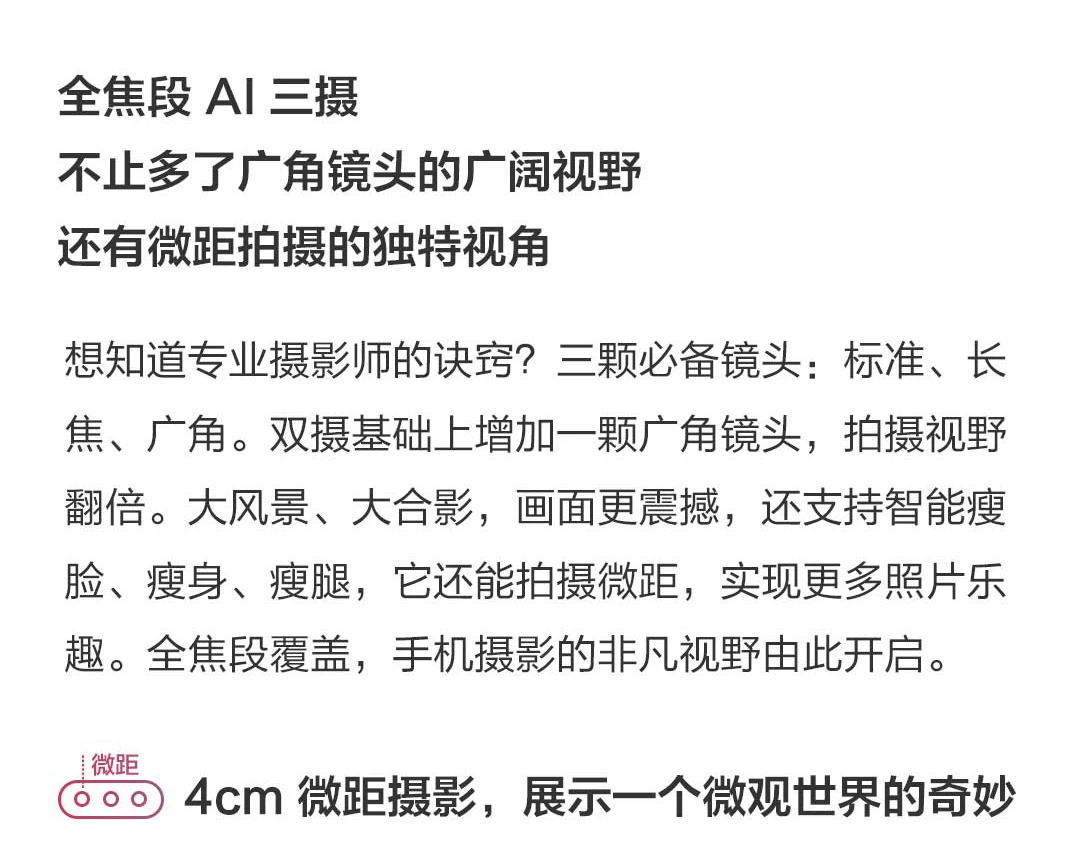 全焦段 AI 三摄
不止多了广角镜头的广阔视野
还有微距拍摄的独特视角
想知道专业摄影师的诀窍？三颗必备镜头：标准、长
焦、广角。双摄基础上增加一颗广角镜头，拍摄视野
翻倍。大风景、大合影，画面更震撼，还支持智能瘦
脸、瘦身、瘦腿，它还能拍摄微距，实现更多照片乐
趣。全焦段覆盖，手机摄影的非凡视野由此开启。
微距
4cm 微距摄影，展示一个微观世界的奇妙